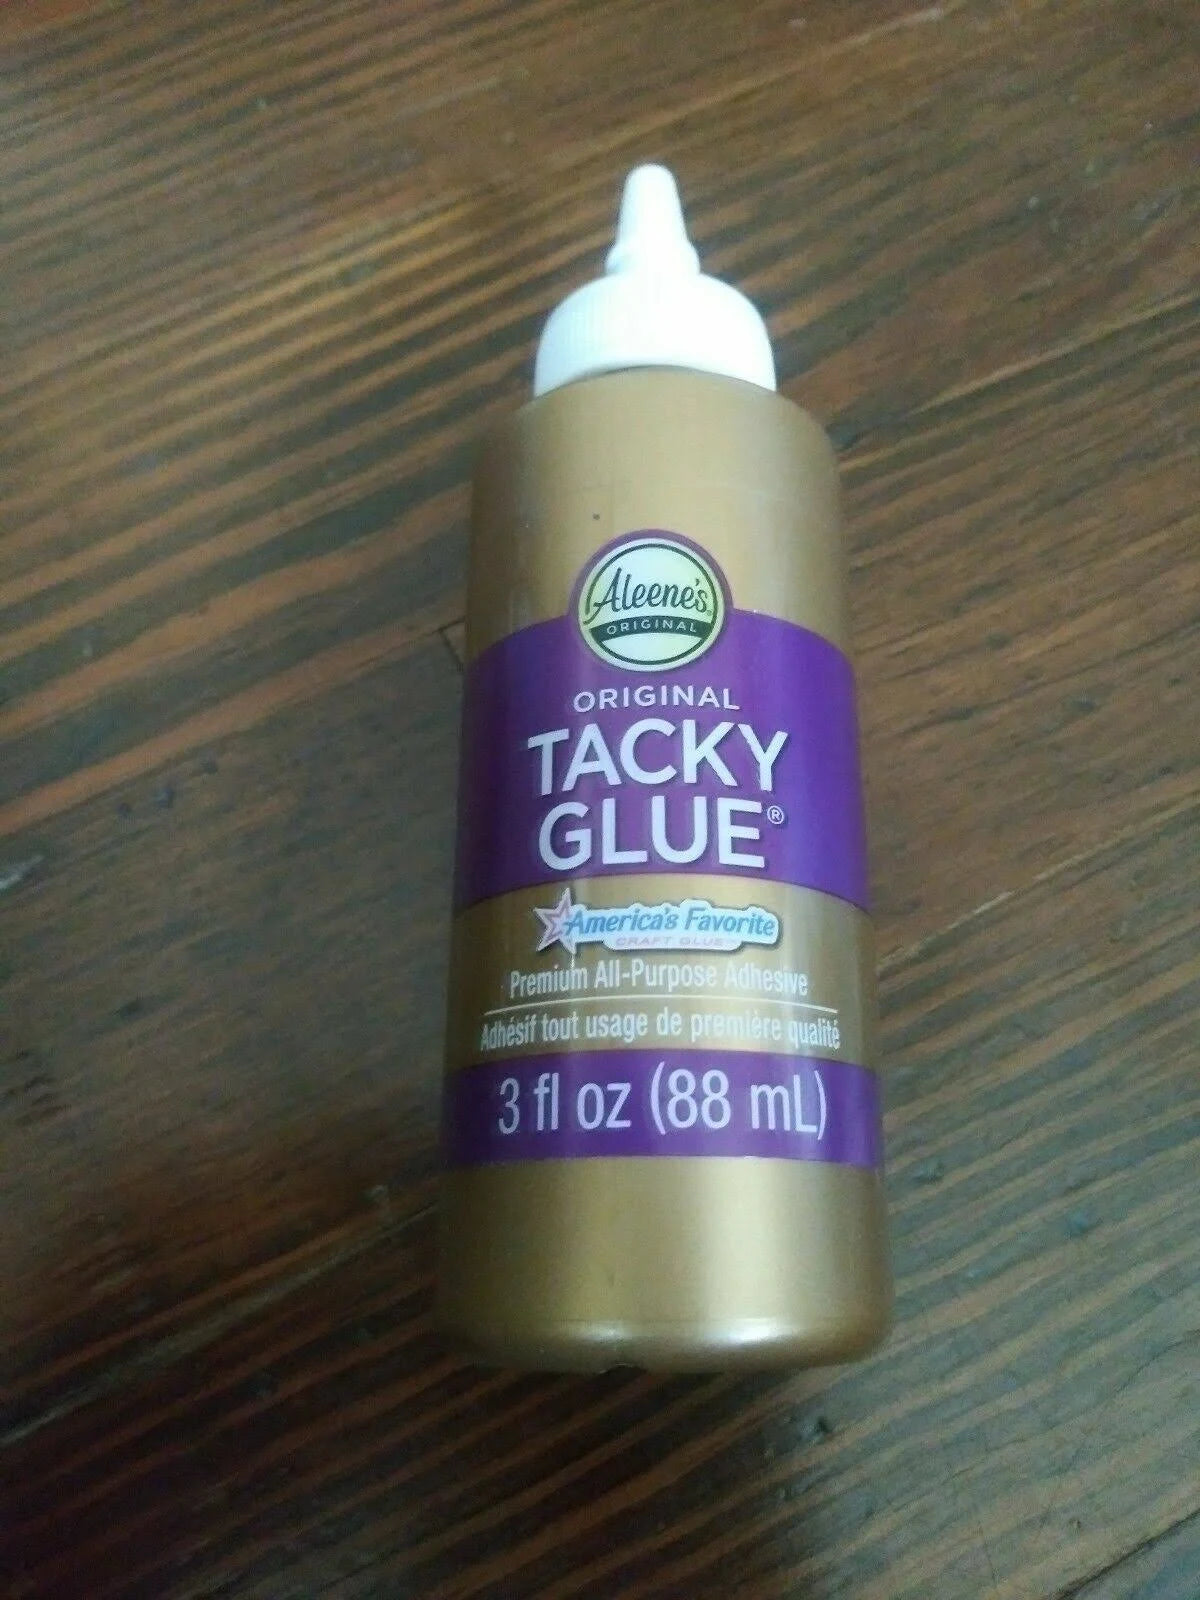 Aleene's®
ORIGINAL
ORIGINAL
TACKY
GLUE®
America's Favorite
CRAFT GLUE™
Premium All-Purpose Adhesive
Adhésif tout usage de première qualité
3 fl oz (88 mL)